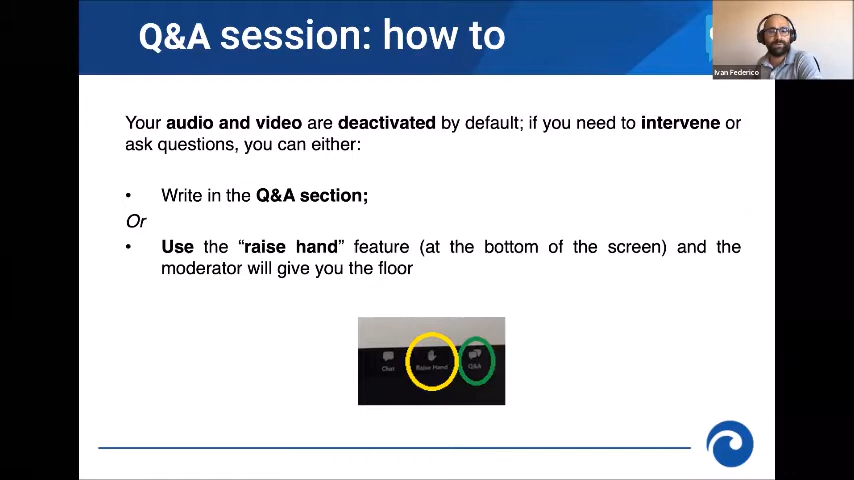 Q&A session: how to
Ivan Federico
Your audio and video are deactivated by default; if you need to intervene or
ask questions, you can either:
• Write in the Q&A section;
Or
• Use the “raise hand” feature (at the bottom of the screen) and the
moderator will give you the floor
Chat Raise Hand Q&A